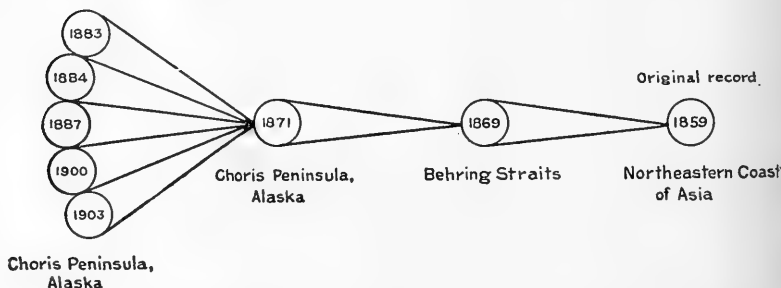 1883
1884
1887
1900
1903
Choris Peninsula,
Alaska
1871
Choris Peninsula,
Alaska
1869
Behring Straits
Original record.
1859
Northeastern Coast
of Asia